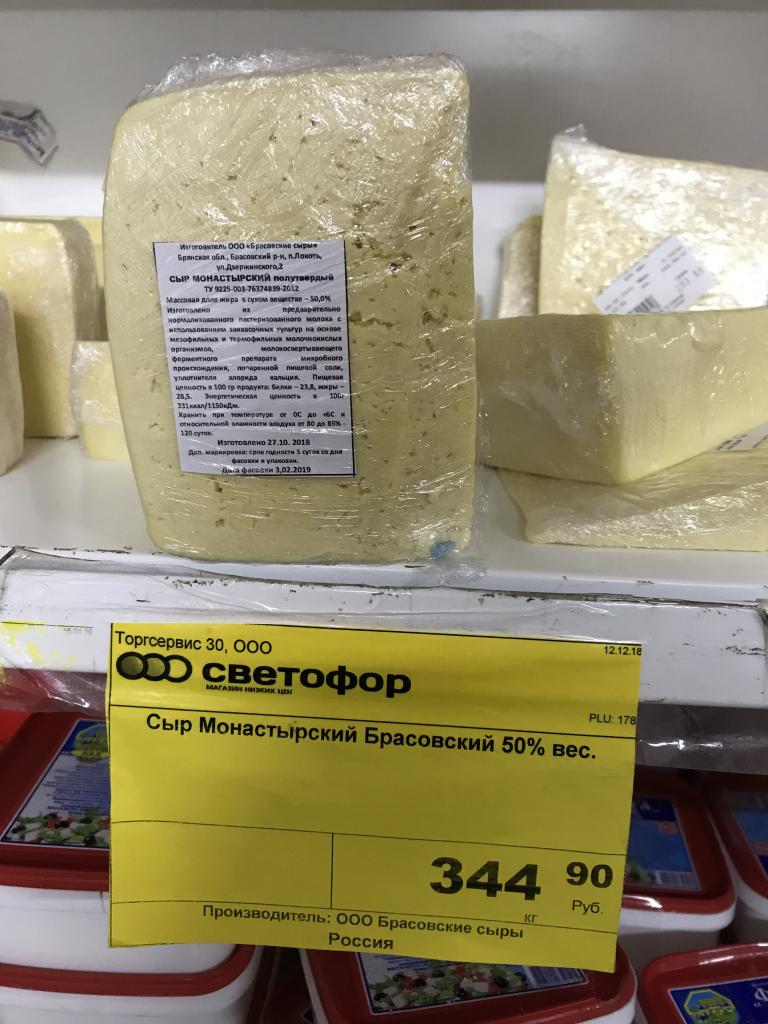 Изготовитель ООО «Брасовские сыры»
Брянская обл., Брасовский р-н, п.Локоть,
ул.Дзержинского,2
СЫР МОНАСТЫРСКИЙ полутвердый
ТУ 9225-003-76374839-2012
Массовая доля жира в сухом веществе – 50,0%
Изготовлено из предварительно
нормализованного пастеризованного молока с
использованием заквасочных культур на основе
мезофильных и термофильных молочнокислых
организмов, молокосвертывающего
ферментного препарата микробного
происхождения, поваренной пищевой соли,
уплотнителя хлорида кальция. Пищевая
ценность в 100 гр продукта: белки – 23,8, жиры –
28,5. Энергетическая ценность в 100г
331ккал/1150кДж.
Хранить при температуре от 0С до +6С и
относительной влажности воздуха от 80 до 85% -
120 суток.
Изготовлено 27.10. 2018
Доп. маркировка: срок годности 5 суток со дня
фасовки и упаковки.
Дата фасовки 3,02.2019
15.01.19
Торгсервис 30, ООО
12.12.18
светофор
МАГАЗИН НИЗКИХ ЦЕН
PLU: 178
Сыр Монастырский Брасовский 50% вес.
344 90
кг Руб.
Производитель: ООО Брасовские сыры
Россия